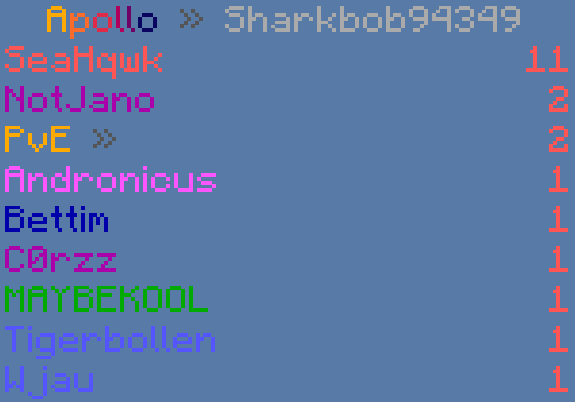 Apollo » Sharkbob94349
SeaHqwk 11
NotJano 2
PvE » 2
Andronicus 1
Bettim 1
C0rzz 1
MAYBEKOOL 1
Tigerbollen 1
Wjau 1